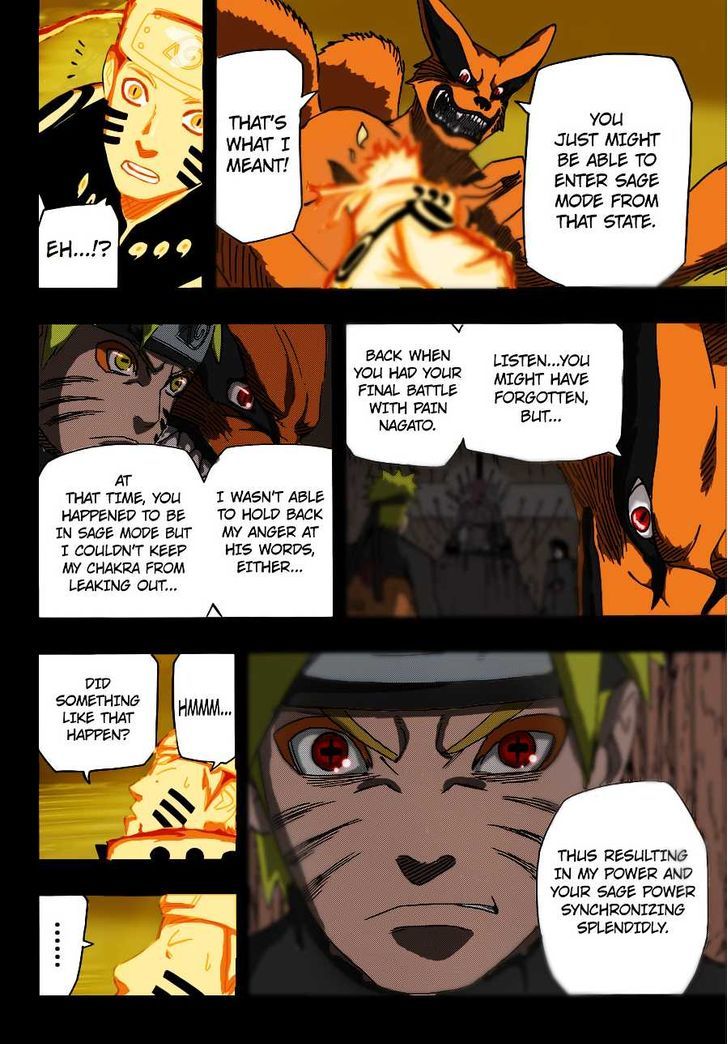 YOU
JUST MIGHT
BE ABLE TO
ENTER SAGE
MODE FROM
THAT STATE.
THAT'S
WHAT I
MEANT!
EH...!?
LISTEN...YOU
MIGHT HAVE
FORGOTTEN,
BUT...
BACK WHEN
YOU HAD YOUR
FINAL BATTLE
WITH PAIN
NAGATO.
I WASN'T ABLE
TO HOLD BACK
MY ANGER AT
HIS WORDS,
EITHER...
AT
THAT TIME, YOU
HAPPENED TO BE
IN SAGE MODE BUT
I COULDN'T KEEP
MY CHAKRA FROM
LEAKING OUT...
THUS RESULTING
IN MY POWER AND
YOUR SAGE POWER
SYNCHRONIZING
SPLENDIDLY.
HMMM...
DID
SOMETHING
LIKE THAT
HAPPEN?
......